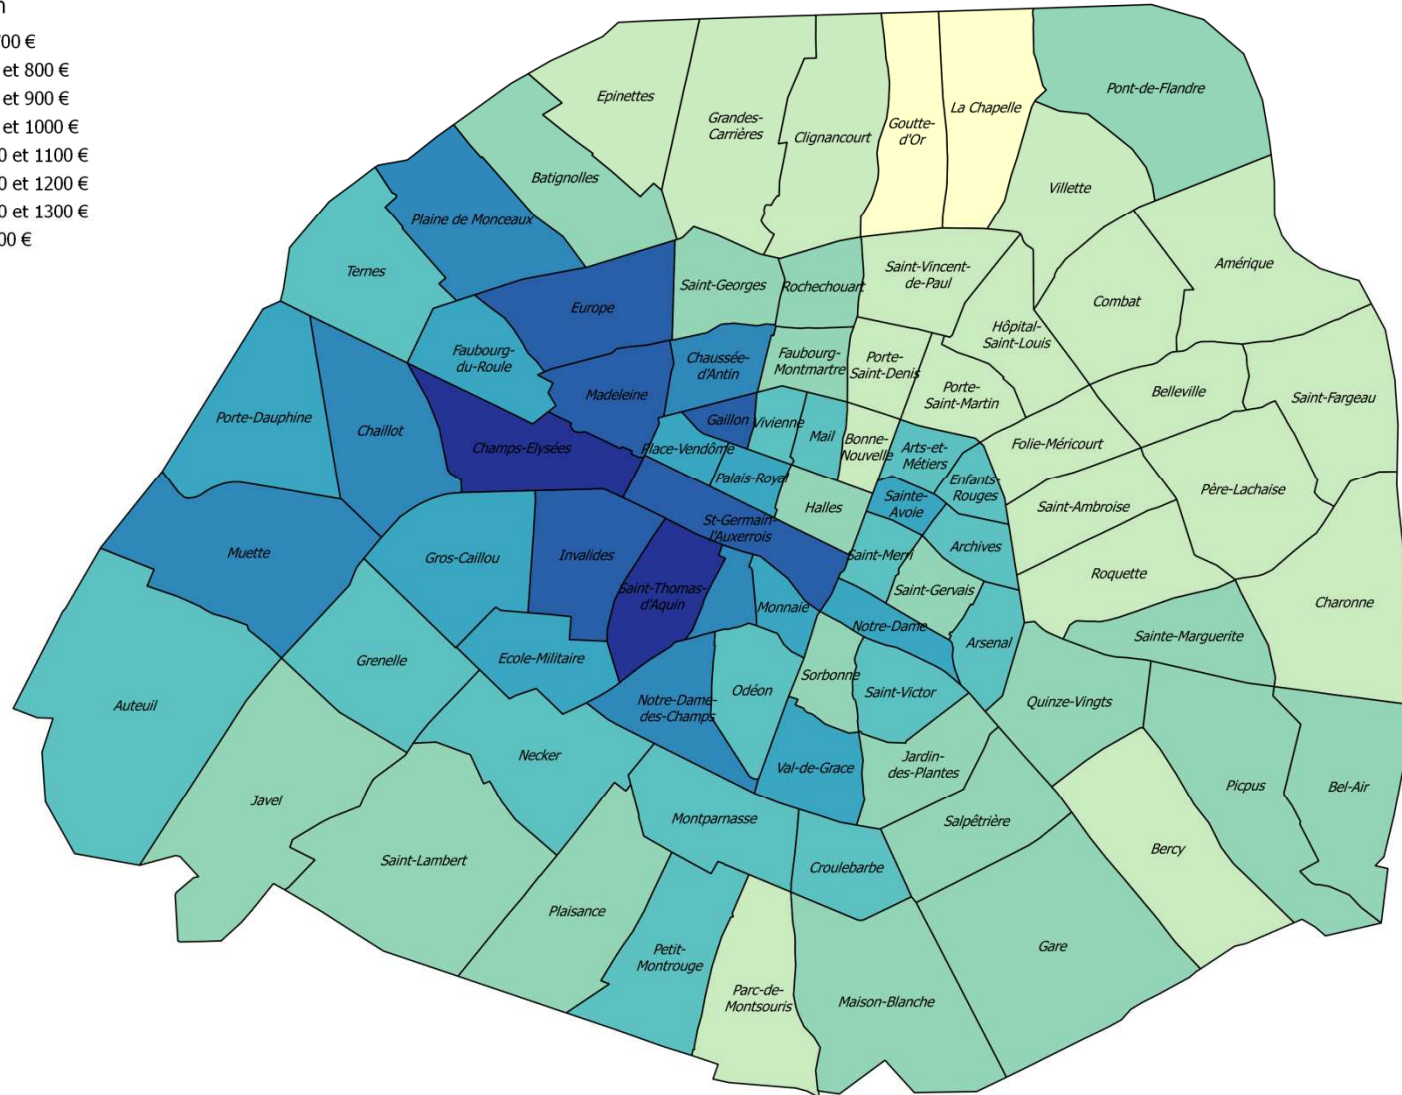 n
700 €
et 800 €
et 900 €
et 1000 €
0 et 1100 €
0 et 1200 €
0 et 1300 €
00 €
Epinettes
Grandes-
Carrières
Clignancourt
Goutte-
d'Or
La Chapelle
Pont-de-Flandre
Batignolles
Villette
Plaine de Monceaux
Ternes
Saint-Georges
Rochechouart
Saint-Vincent-
de-Paul
Amérique
Combat
Europe
Hôpital-
Saint-Louis
Faubourg-
du-Roule
Chaussée-
d'Antin
Faubourg-
Montmartre
Porte-
Saint-Denis
Porte-
Saint-Martin
Belleville
Saint-Fargeau
Madeleine
Porte-Dauphine
Chaillot
Champs-Elysées
Gaillon
Vivienne
Mail
Bonne-
Nouvelle
Place-Vendôme
Palais-Royal
Arts-et-
Métiers
Enfants-
Rouges
Folie-Méricourt
Père-Lachaise
Halles
Sainte-
Avoie
Saint-Ambroise
St-Germain-
l'Auxerrois
Muette
Gros-Caillou
Invalides
Saint-Merri
Archives
Roquette
Saint-Thomas-
d'Aquin
Saint-Gervais
Charonne
Monnaie
Notre-Dame
Arsenal
Sainte-Marguerite
Grenelle
Ecole-Militaire
Sorbonne
Odéon
Saint-Victor
Auteuil
Notre-Dame-
des-Champs
Quinze-Vingts
Necker
Val-de-Grace
Jardin-
des-Plantes
Picpus
Bel-Air
Javel
Montparnasse
Salpêtrière
Saint-Lambert
Croulebarbe
Bercy
Plaisance
Petit-
Montrouge
Gare
Parc-de-
Montsouris
Maison-Blanche